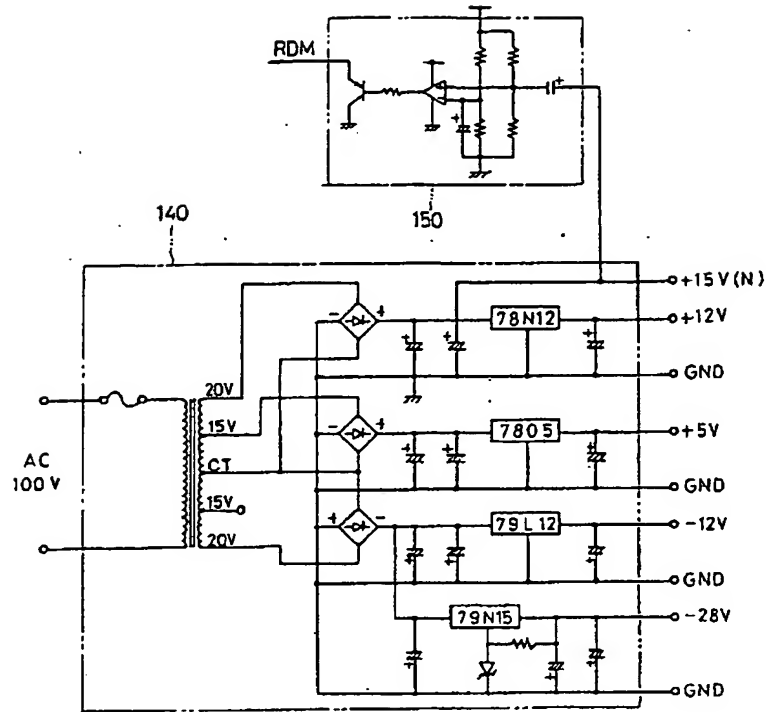 RDM
150
140
+15V(N)
78N12
+12V
GND
20V
15V
7805
+5V
CT
AC
100V
GND
15V
20V
79L12
-12V
GND
79N15
-28V
GND